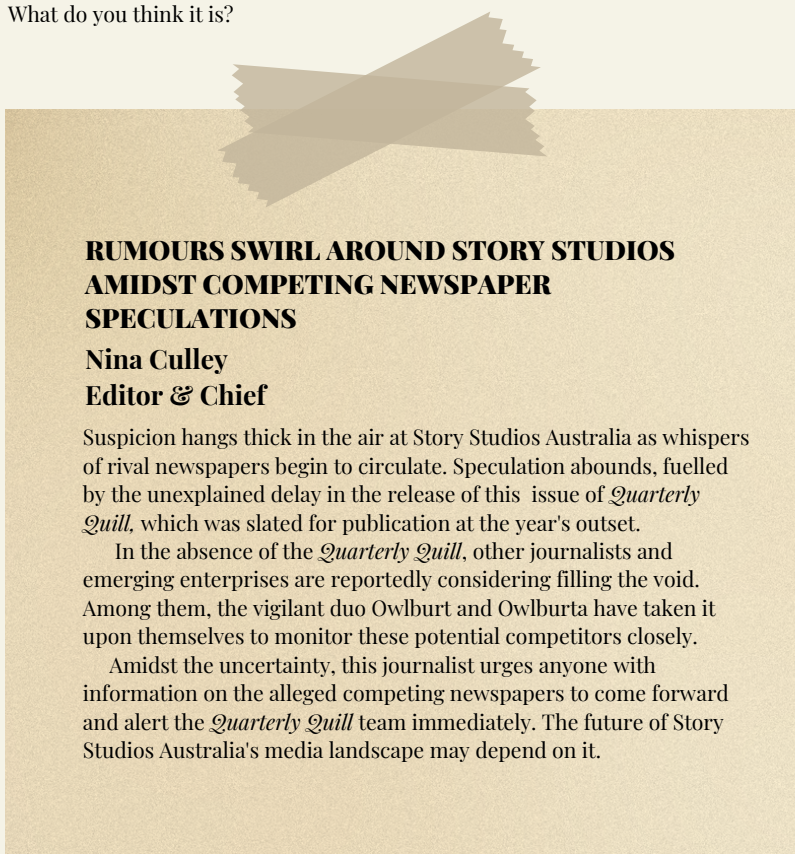 What do you think it is?
RUMOURS SWIRL AROUND STORY STUDIOS
AMIDST COMPETING NEWSPAPER
SPECULATIONS
Nina Culley
Editor & Chief
Suspicion hangs thick in the air at Story Studios Australia as whispers
of rival newspapers begin to circulate. Speculation abounds, fuelled
by the unexplained delay in the release of this  issue of Quarterly
Quill, which was slated for publication at the year's outset.
In the absence of the Quarterly Quill, other journalists and
emerging enterprises are reportedly considering filling the void.
Among them, the vigilant duo Owlburt and Owlburta have taken it
upon themselves to monitor these potential competitors closely.
Amidst the uncertainty, this journalist urges anyone with
information on the alleged competing newspapers to come forward
and alert the Quarterly Quill team immediately. The future of Story
Studios Australia's media landscape may depend on it.